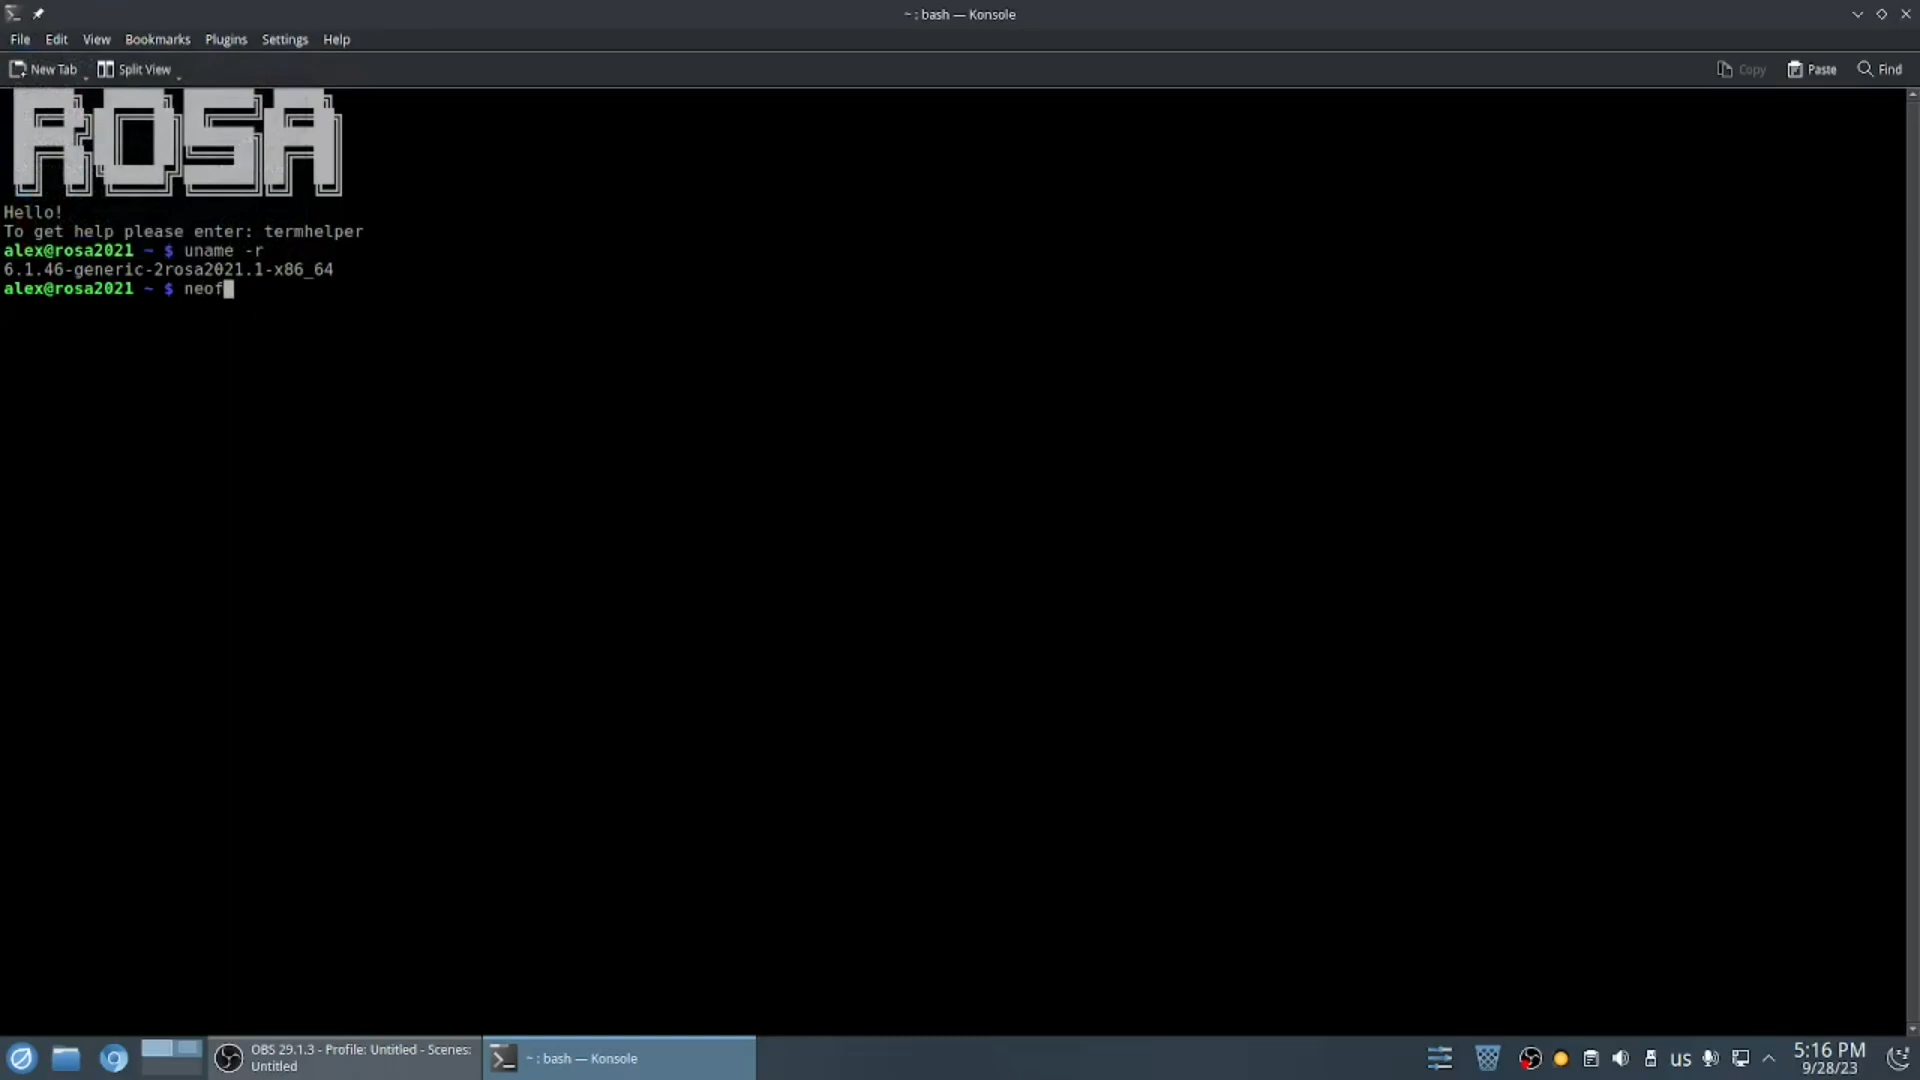 ~ : bash — Konsole
File Edit View Bookmarks Plugins Settings Help
New Tab Split View Copy Paste Find
ROSA
Hello!
To get help please enter: termhelper
alex@rosa2021 ~ $ uname -r
6.1.46-generic-2rosa2021.1-x86_64
alex@rosa2021 ~ $ neof
OBS 29.1.3 - Profile: Untitled - Scenes:
Untitled
~ : bash — Konsole
us
5:16 PM
9/28/23